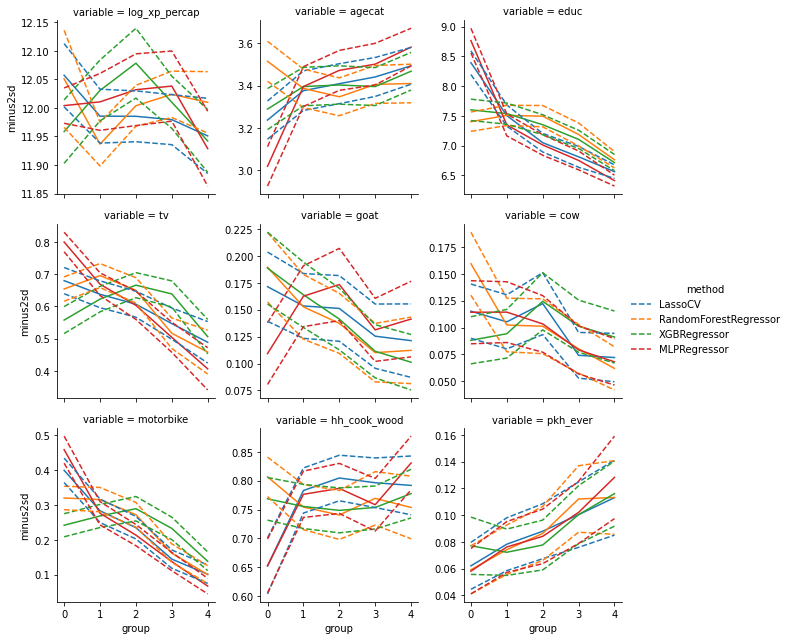 variable = log_xp_percap
variable = agecat
variable = educ
12.15
12.10
12.05
12.00
11.95
11.90
11.85
minus2sd
3.6
3.4
3.2
3.0
9.0
8.5
8.0
7.5
7.0
6.5
variable = tv
variable = goat
variable = cow
0.8
0.7
0.6
0.5
0.4
minus2sd
0.225
0.200
0.175
0.150
0.125
0.100
0.075
0.175
0.150
0.125
0.100
0.075
0.050
method
LassoCV
RandomForestRegressor
XGBRegressor
MLPRegressor
variable = motorbike
variable = hh_cook_wood
variable = pkh_ever
0.5
0.4
0.3
0.2
0.1
minus2sd
0.85
0.80
0.75
0.70
0.65
0.60
0.16
0.14
0.12
0.10
0.08
0.06
0.04
0 1 2 3 4
0 1 2 3 4
0 1 2 3 4
group
group
group